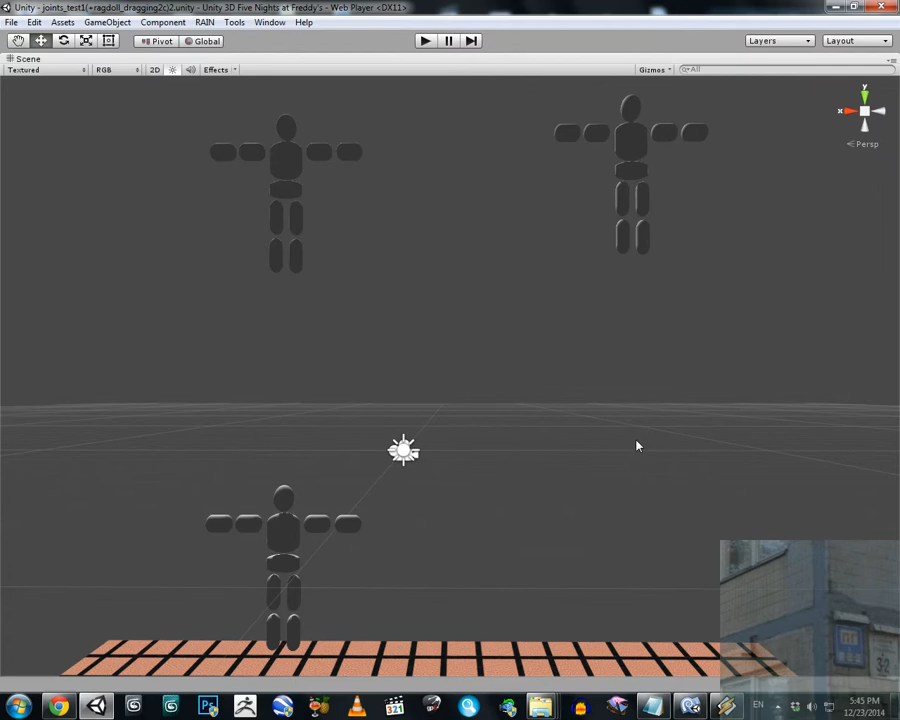 Unity - joints_test1(+ragdoll_dragging2c)2.unity - Unity 3D Five Nights at Freddy's - Web Player <DX11>
File Edit Assets GameObject Component RAIN Tools Window Help
Pivot Global Layers Layout
Scene
Textured RGB 2D Effects Gizmos All
y
x
Persp
32
EN 5:45 PM
12/23/2014